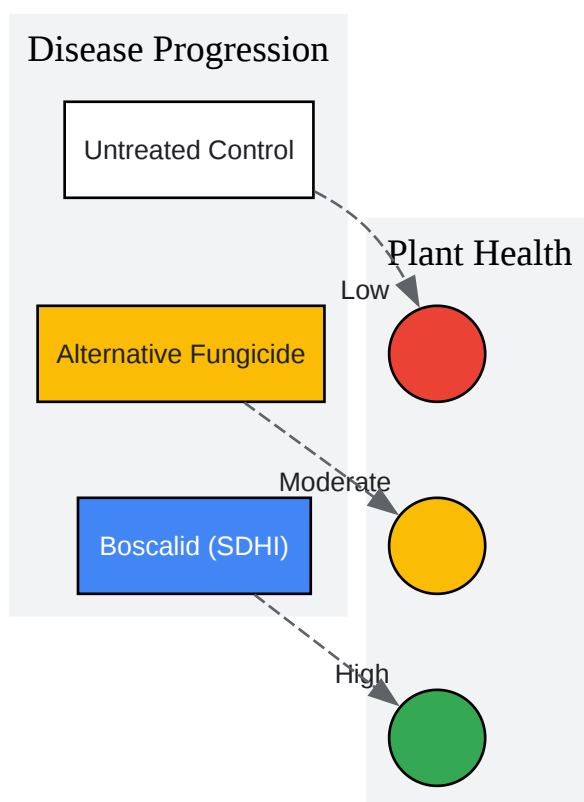 Disease Progression
Untreated Control
Plant Health
Low
Alternative Fungicide
Moderate
Boscalid (SDHI)
High